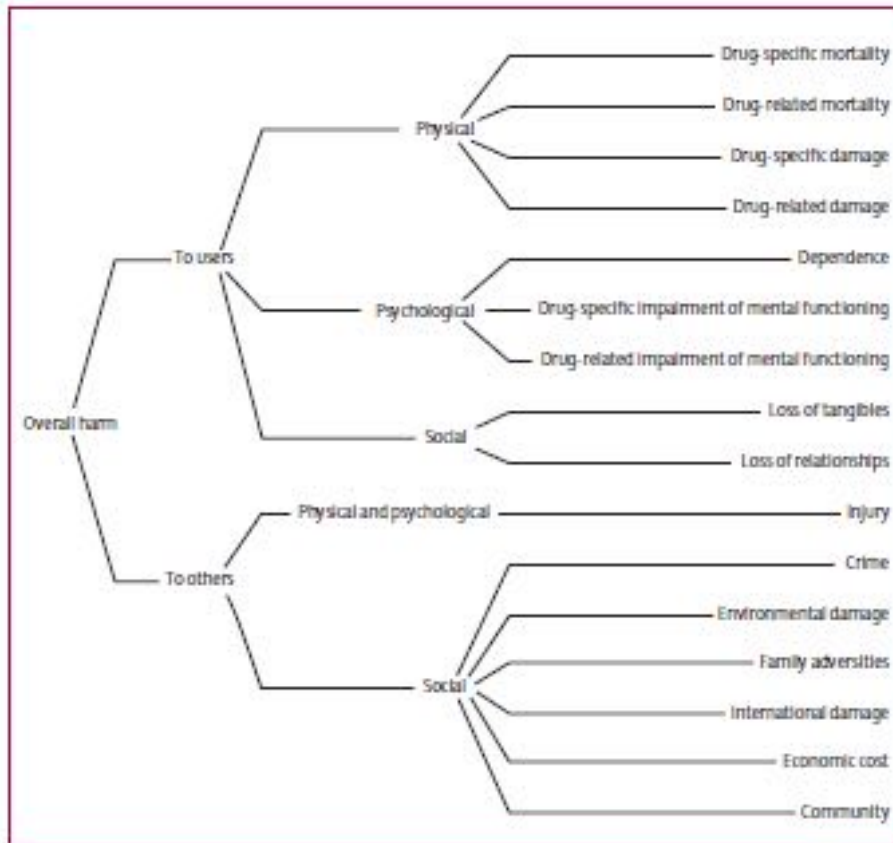 Drug-specific mortality
Drug-related mortality
Physical
Drug-specific damage
Drug-related damage
To users
Dependence
Psychological
Drug-specific impairment of mental functioning
Drug-related impairment of mental functioning
Loss of tangibles
Overall harm
Social
Loss of relationships
Physical and psychological
Injury
Crime
To others
Environmental damage
Family adversities
Social
International damage
Economic cost
Community